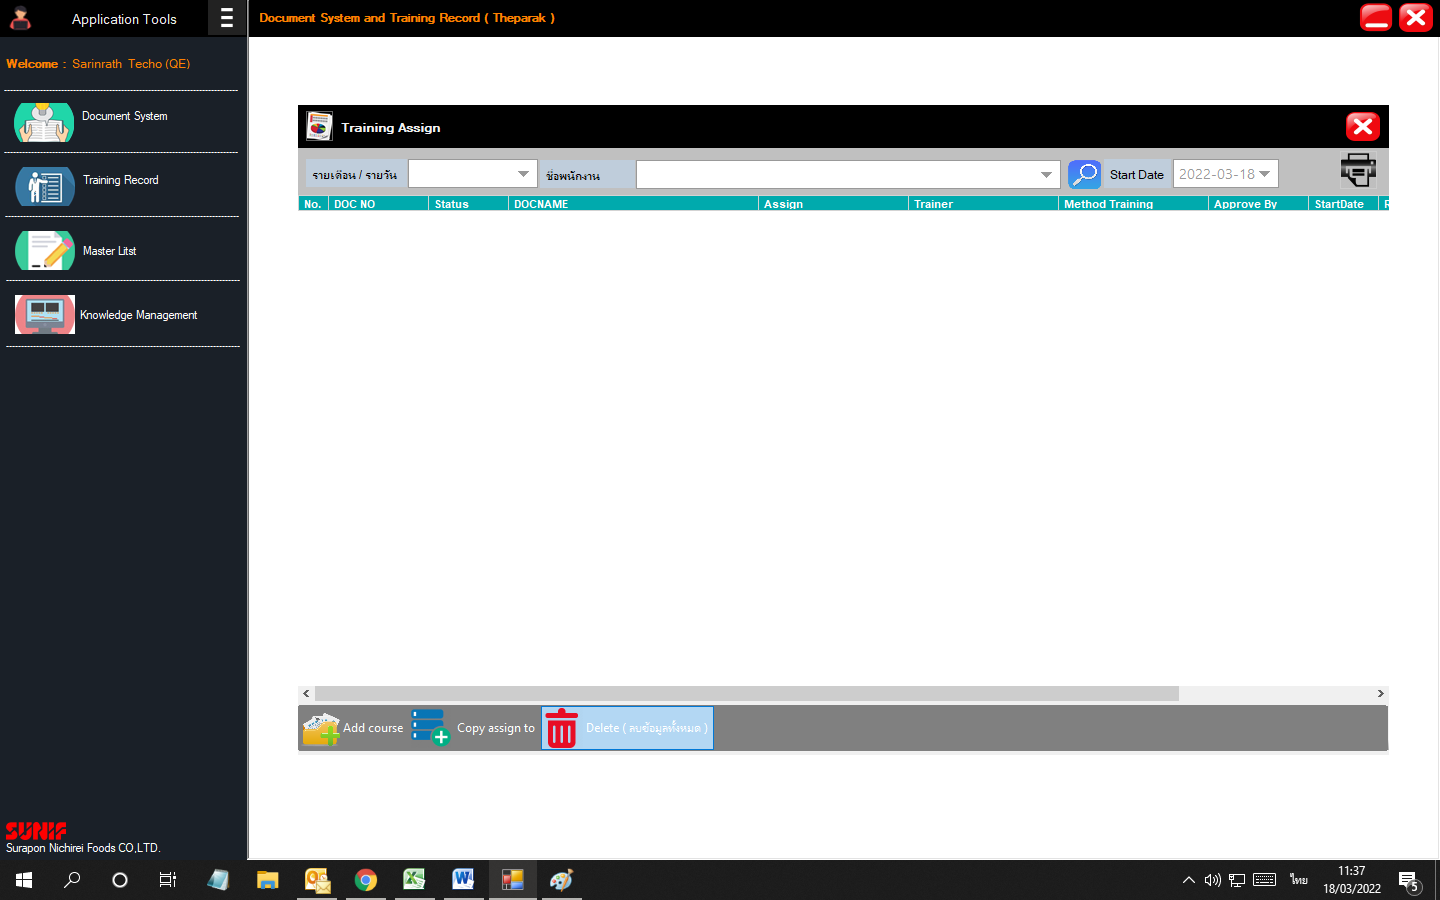 Application Tools
Document System and Training Record ( Theparak )
Welcome : Sarinrath Techo (QE)
Document System
Training Record
Master Litst
Knowledge Management
Training Assign
รายเดือน / รายวัน
ชื่อพนักงาน
Start Date
2022-03-18
No. DOC NO Status DOCNAME Assign Trainer Method Training Approve By StartDate
Add course
Copy assign to
Delete ( ลบข้อมูลทั้งหมด )
SUNIF
Surapon Nichirei Foods CO,LTD.
ไทย
11:37
18/03/2022
5